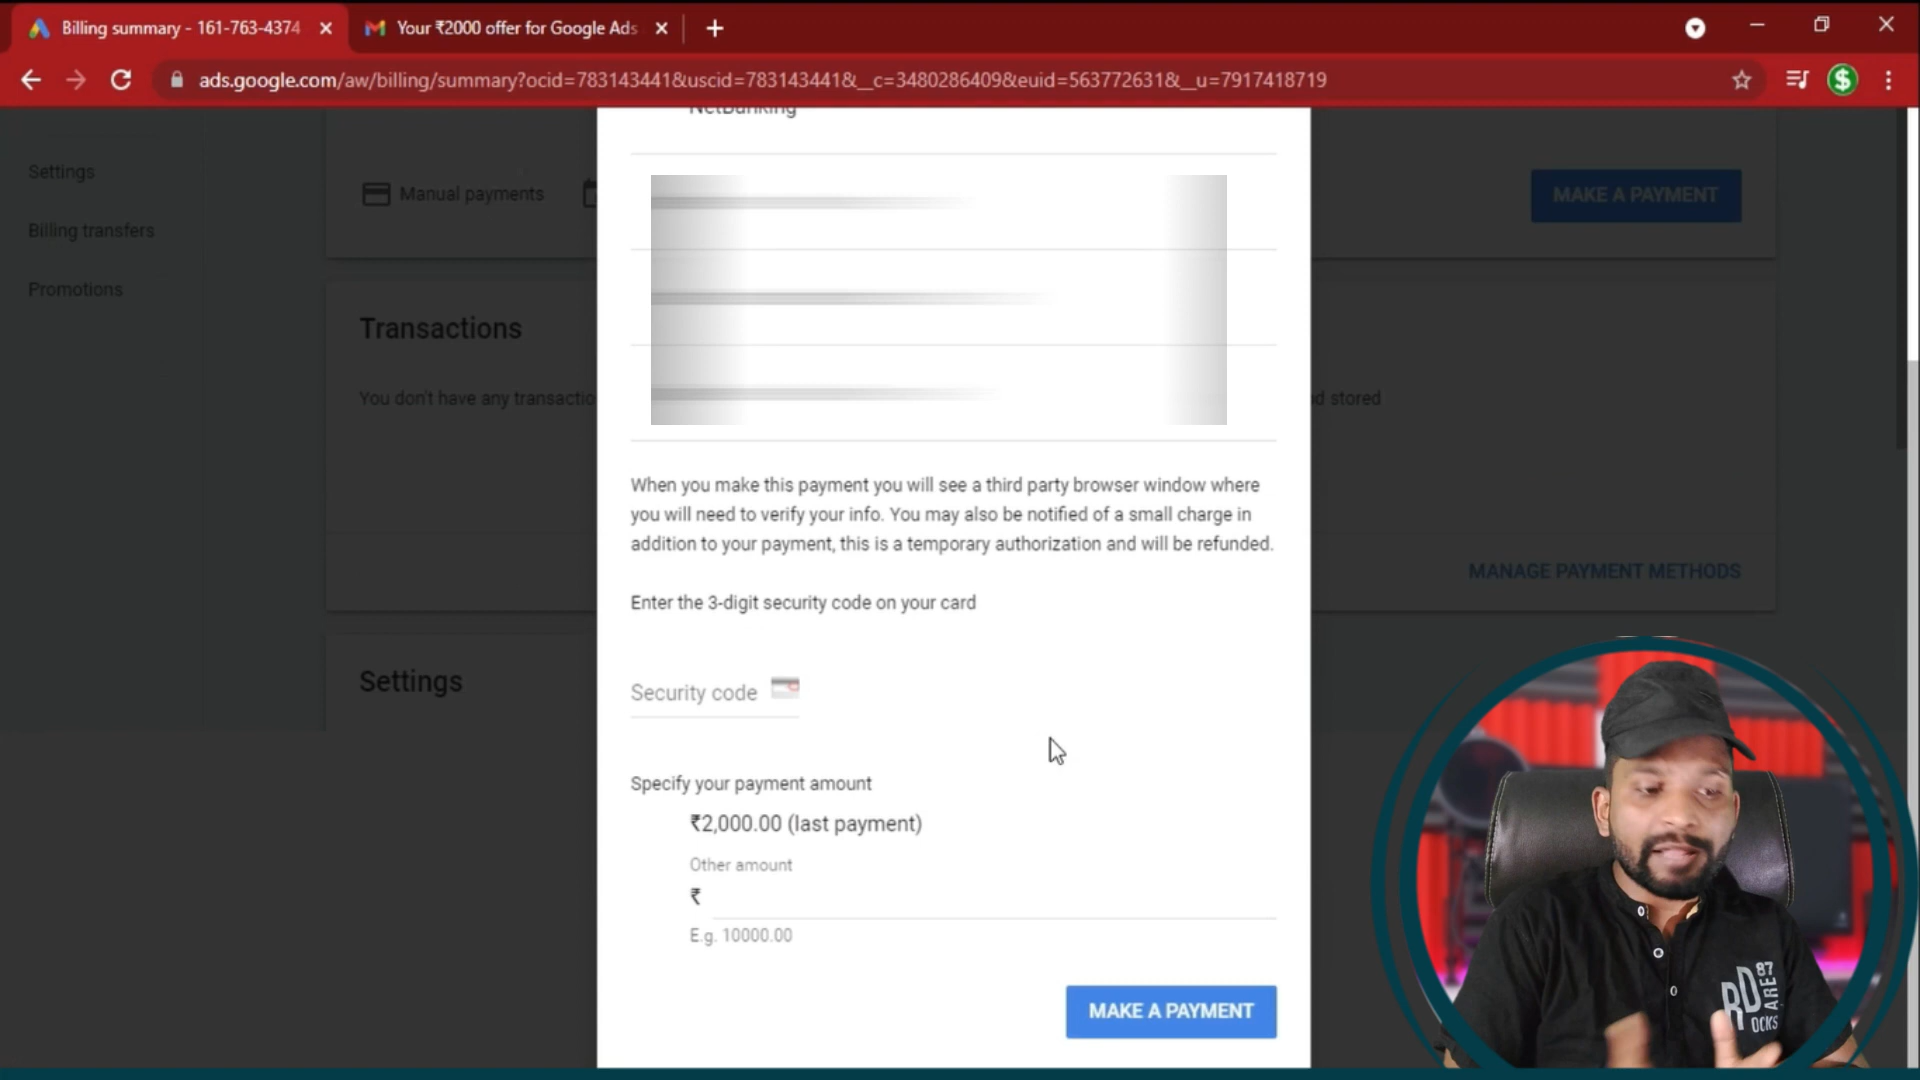 Billing summary - 161-763-4374
Your ₹2000 offer for Google Ads
ads.google.com/aw/billing/summary?ocid=783143441&uscid=783143441&__c=3480286409&euid=563772631&__u=7917418719
NetBanking
Settings
Manual payments
MAKE A PAYMENT
Billing transfers
Promotions
Transactions
You don't have any transactio
d stored
When you make this payment you will see a third party browser window where
you will need to verify your info. You may also be notified of a small charge in
addition to your payment, this is a temporary authorization and will be refunded.
MANAGE PAYMENT METHODS
Enter the 3-digit security code on your card
Settings
Security code
Specify your payment amount
₹2,000.00 (last payment)
Other amount
₹
E.g. 10000.00
MAKE A PAYMENT
87
RD
ARE
OCKS